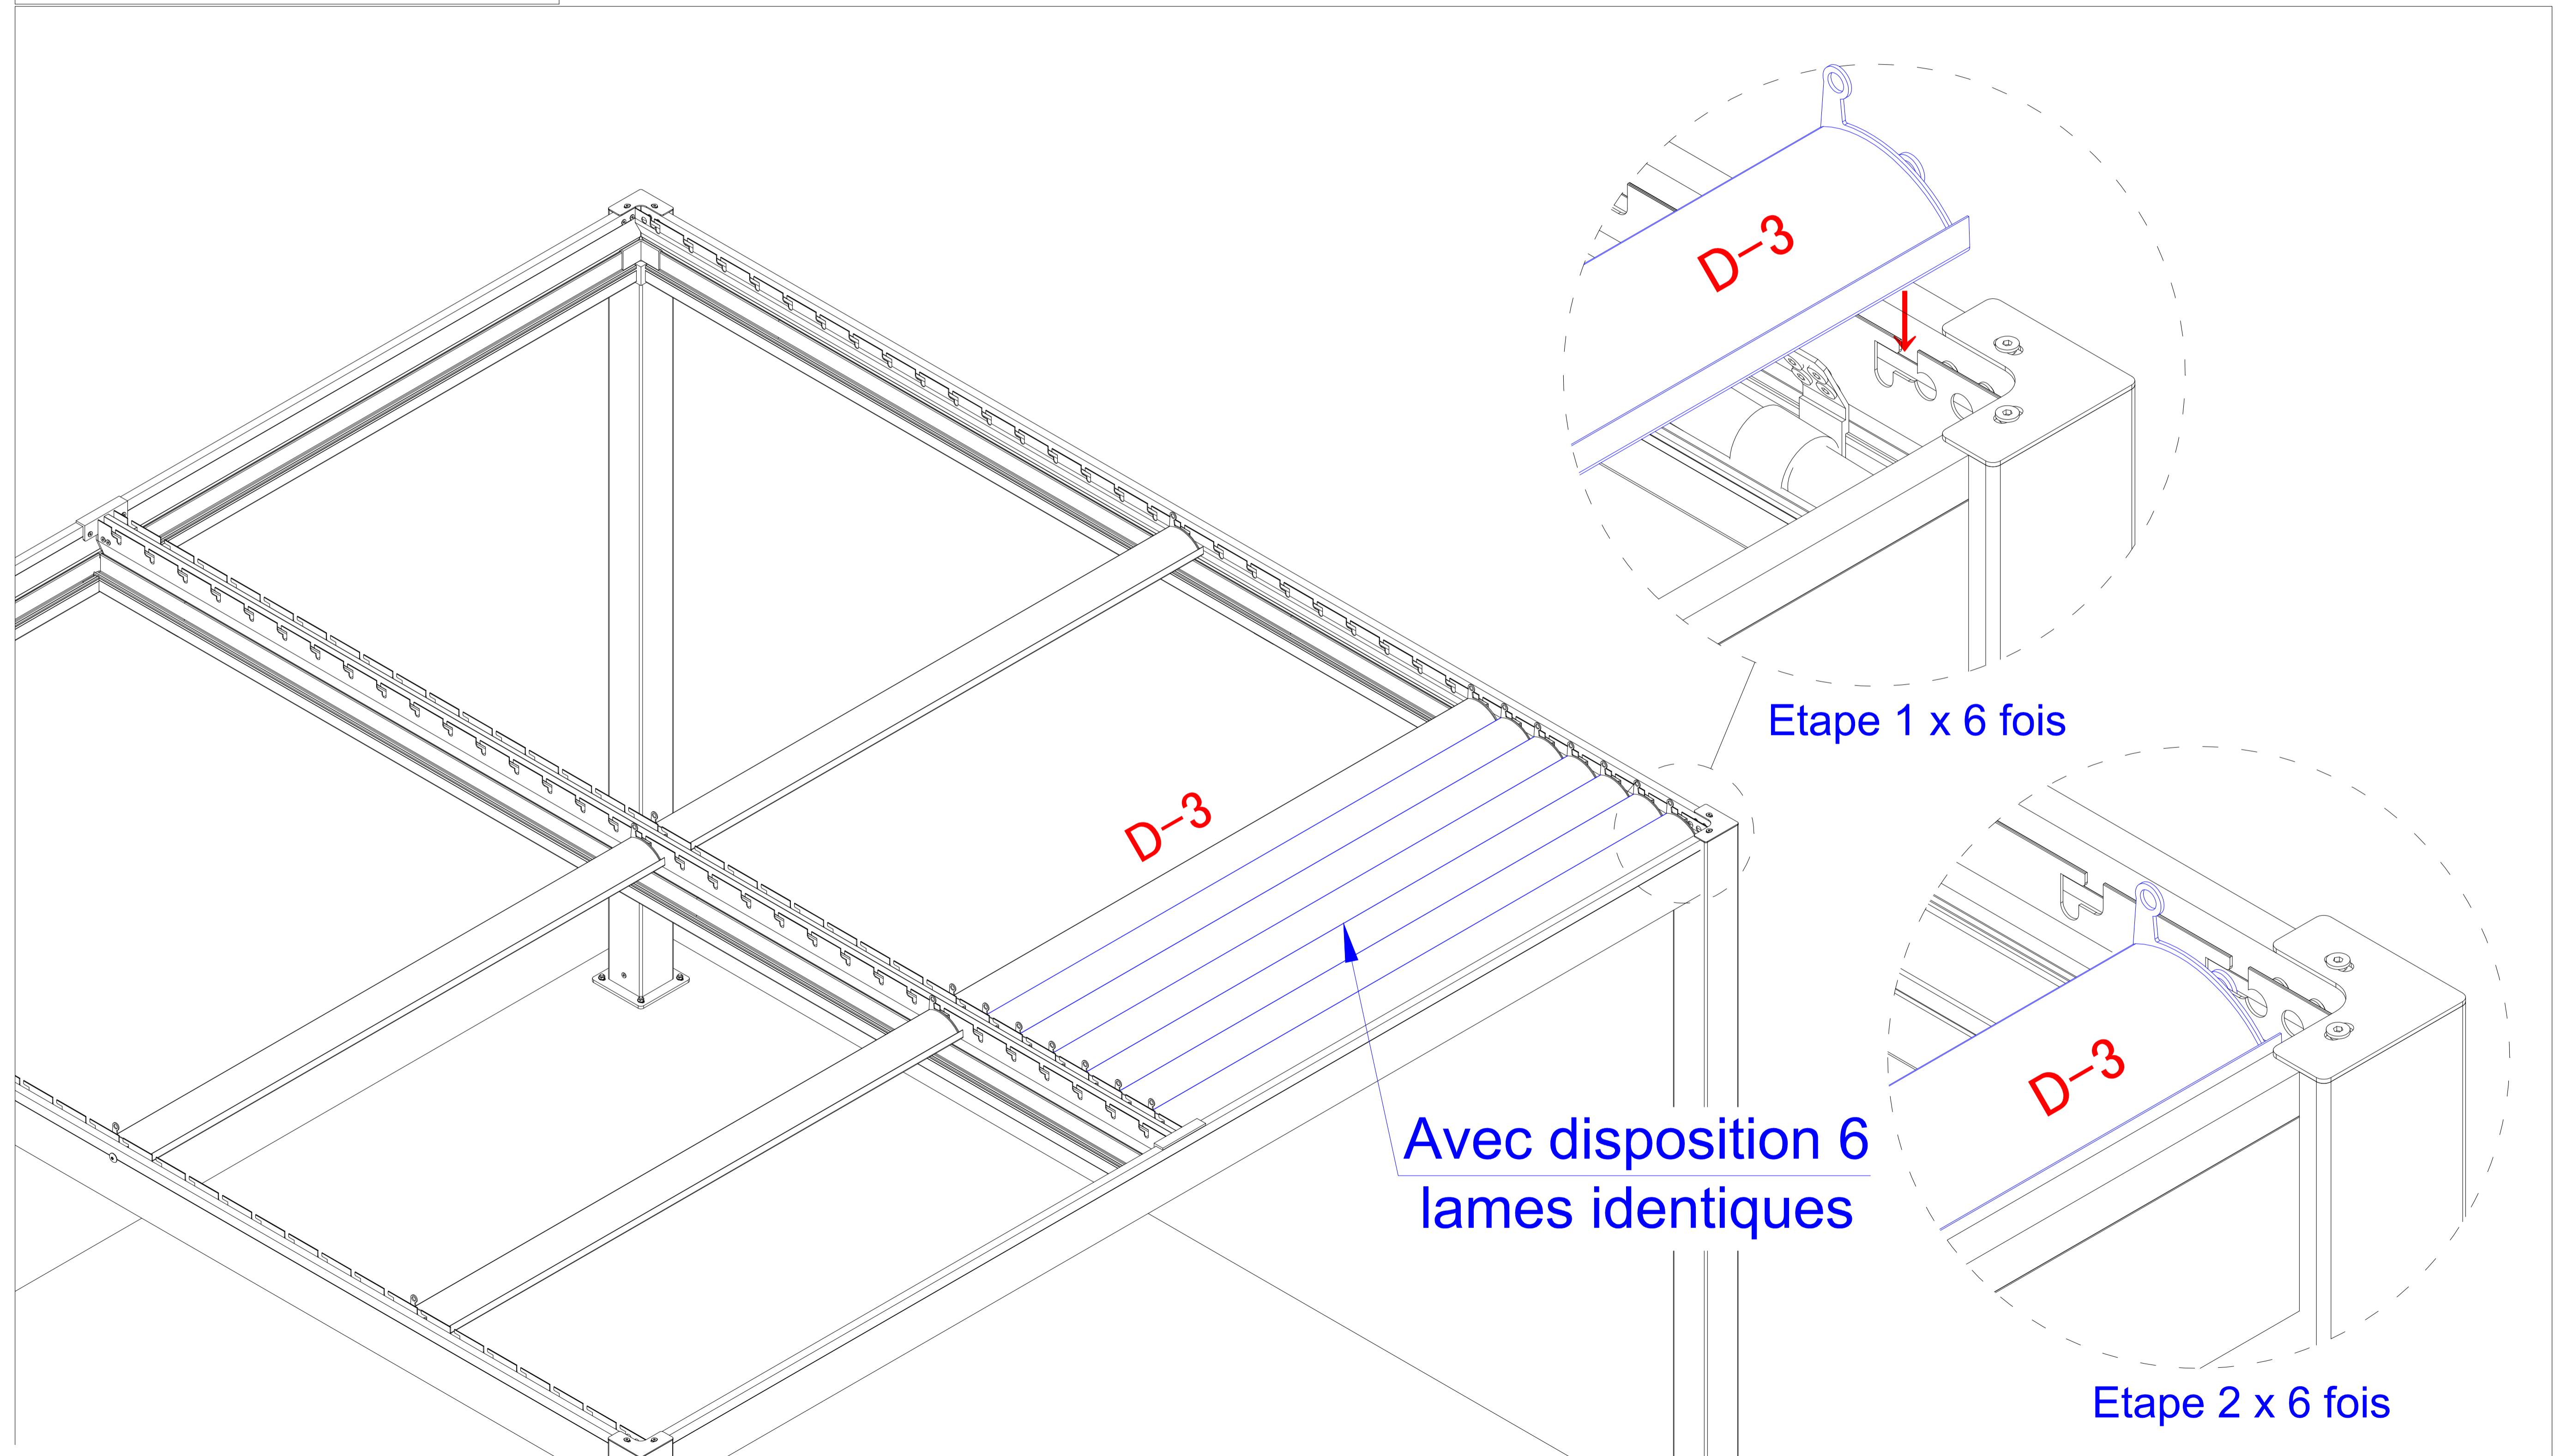 D-3
Etape 1 x 6 fois
D-3
Avec disposition 6
lames identiques
D-3
Etape 2 x 6 fois